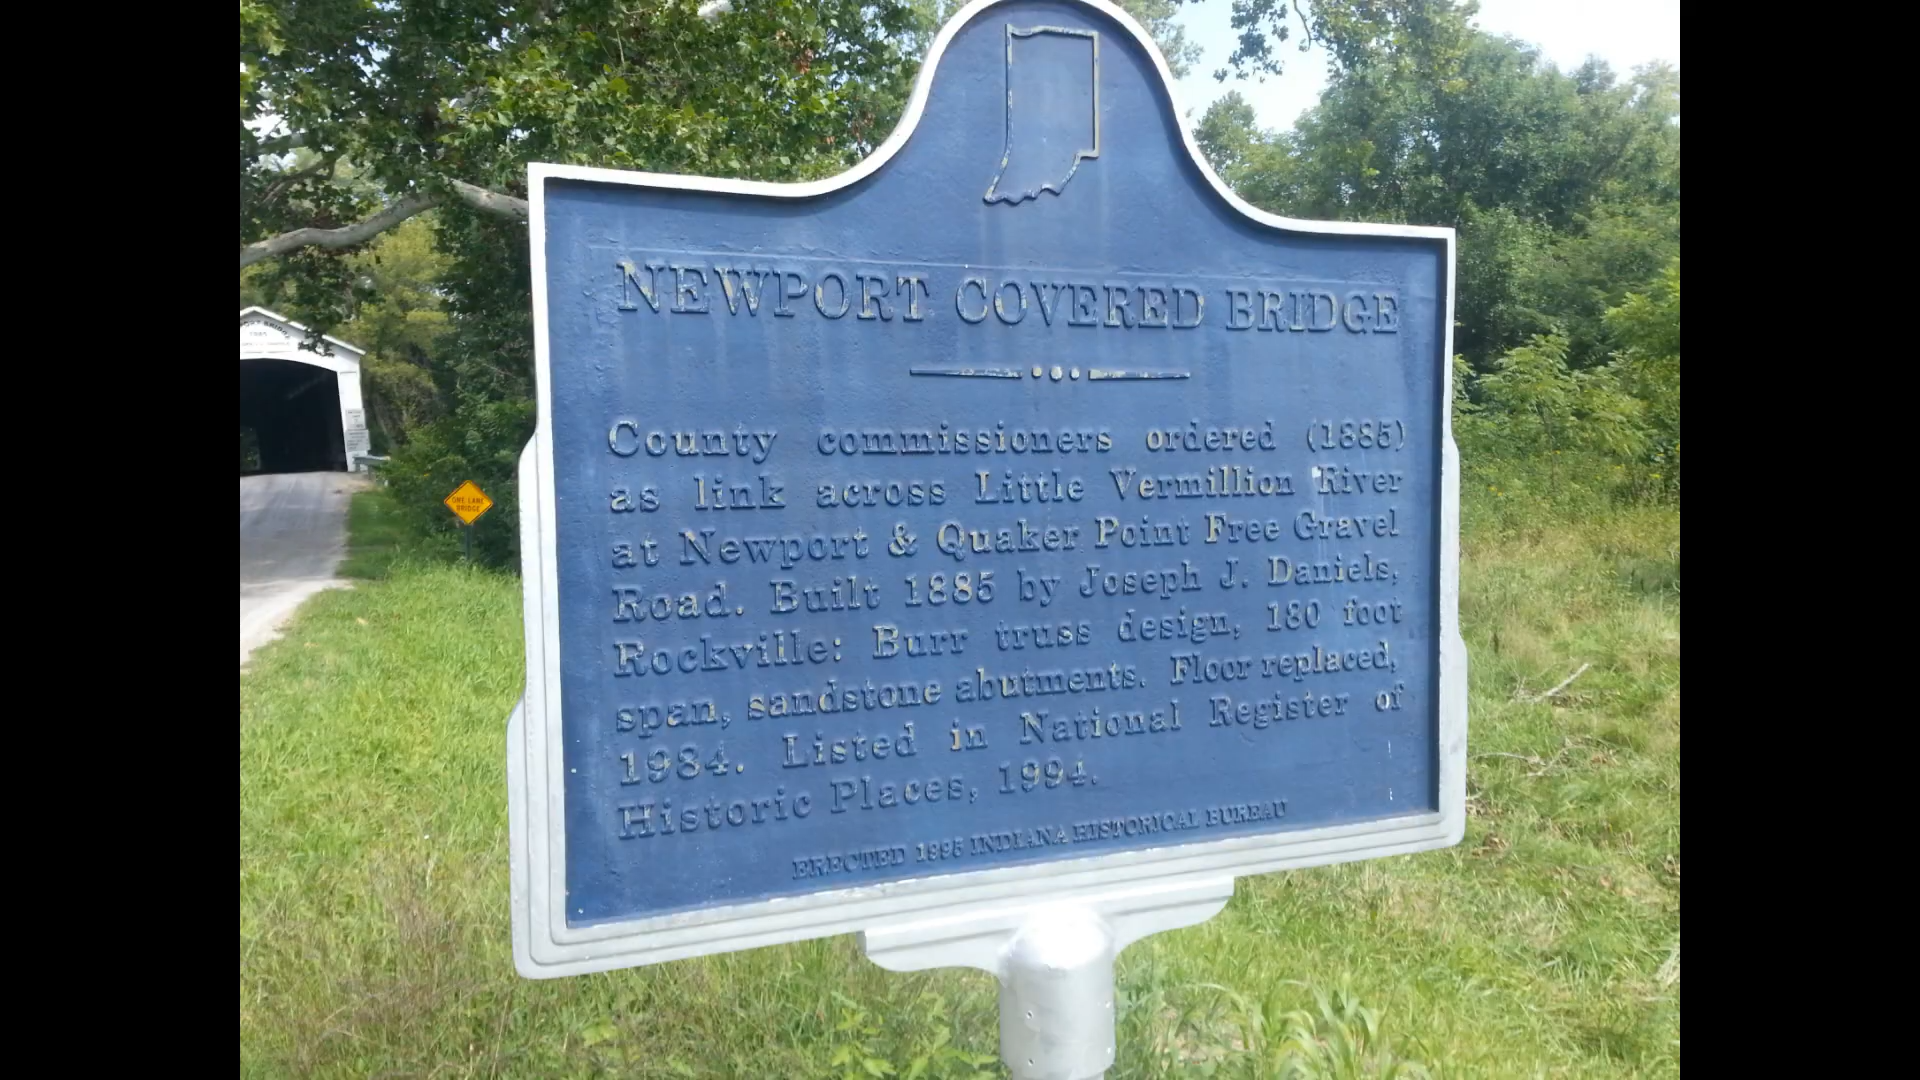 NEWPORT COVERED BRIDGE
County commissioners ordered (1885)
as link across Little Vermillion River
at Newport & Quaker Point Free Gravel
Road. Built 1885 by Joseph J. Daniels,
Rockville: Burr truss design, 180 foot
span, sandstone abutments. Floor replaced,
1984. Listed in National Register of
Historic Places, 1994.
ERECTED 1995 INDIANA HISTORICAL BUREAU
BRIDGE
1885
ONE LANE
BRIDGE